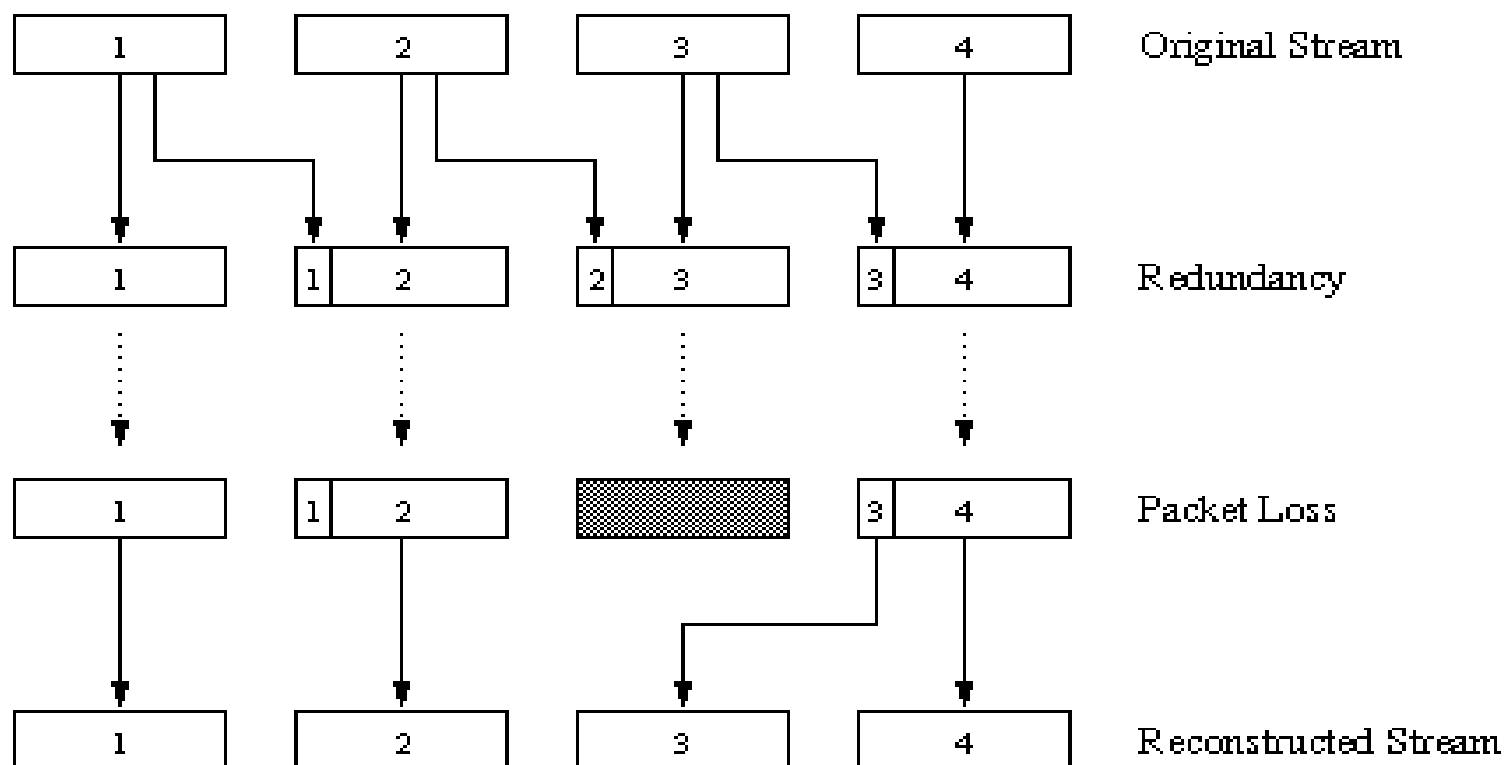 1 2 3 4 Original Stream
1 1 2 2 3 3 4 Redundancy
1 1 2 3 4 Packet Loss
1 2 3 4 Reconstructed Stream